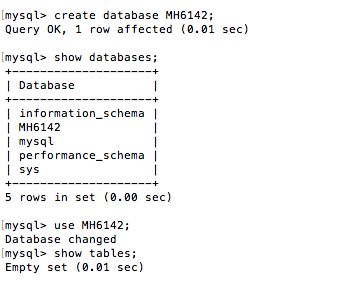 [mysql> create database MH6142;
Query OK, 1 row affected (0.01 sec)
[mysql> show databases;
+--------------------+
| Database           |
+--------------------+
| information_schema |
| MH6142             |
| mysql              |
| performance_schema |
| sys                |
+--------------------+
5 rows in set (0.00 sec)
[mysql> use MH6142;
Database changed
[mysql> show tables;
Empty set (0.01 sec)